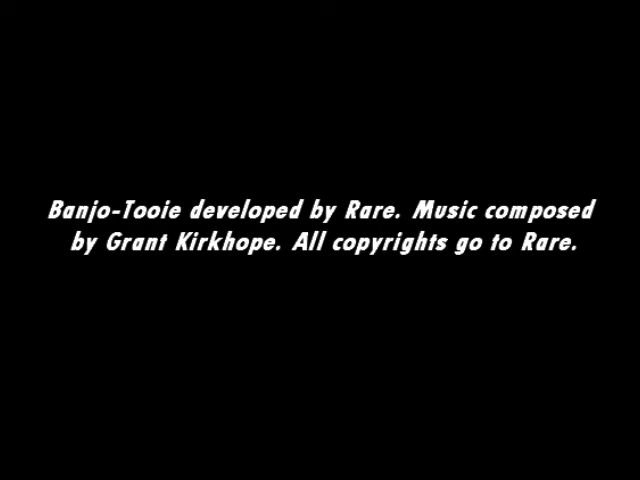 Banjo-Tooie developed by Rare. Music composed
by Grant Kirkhope. All copyrights go to Rare.